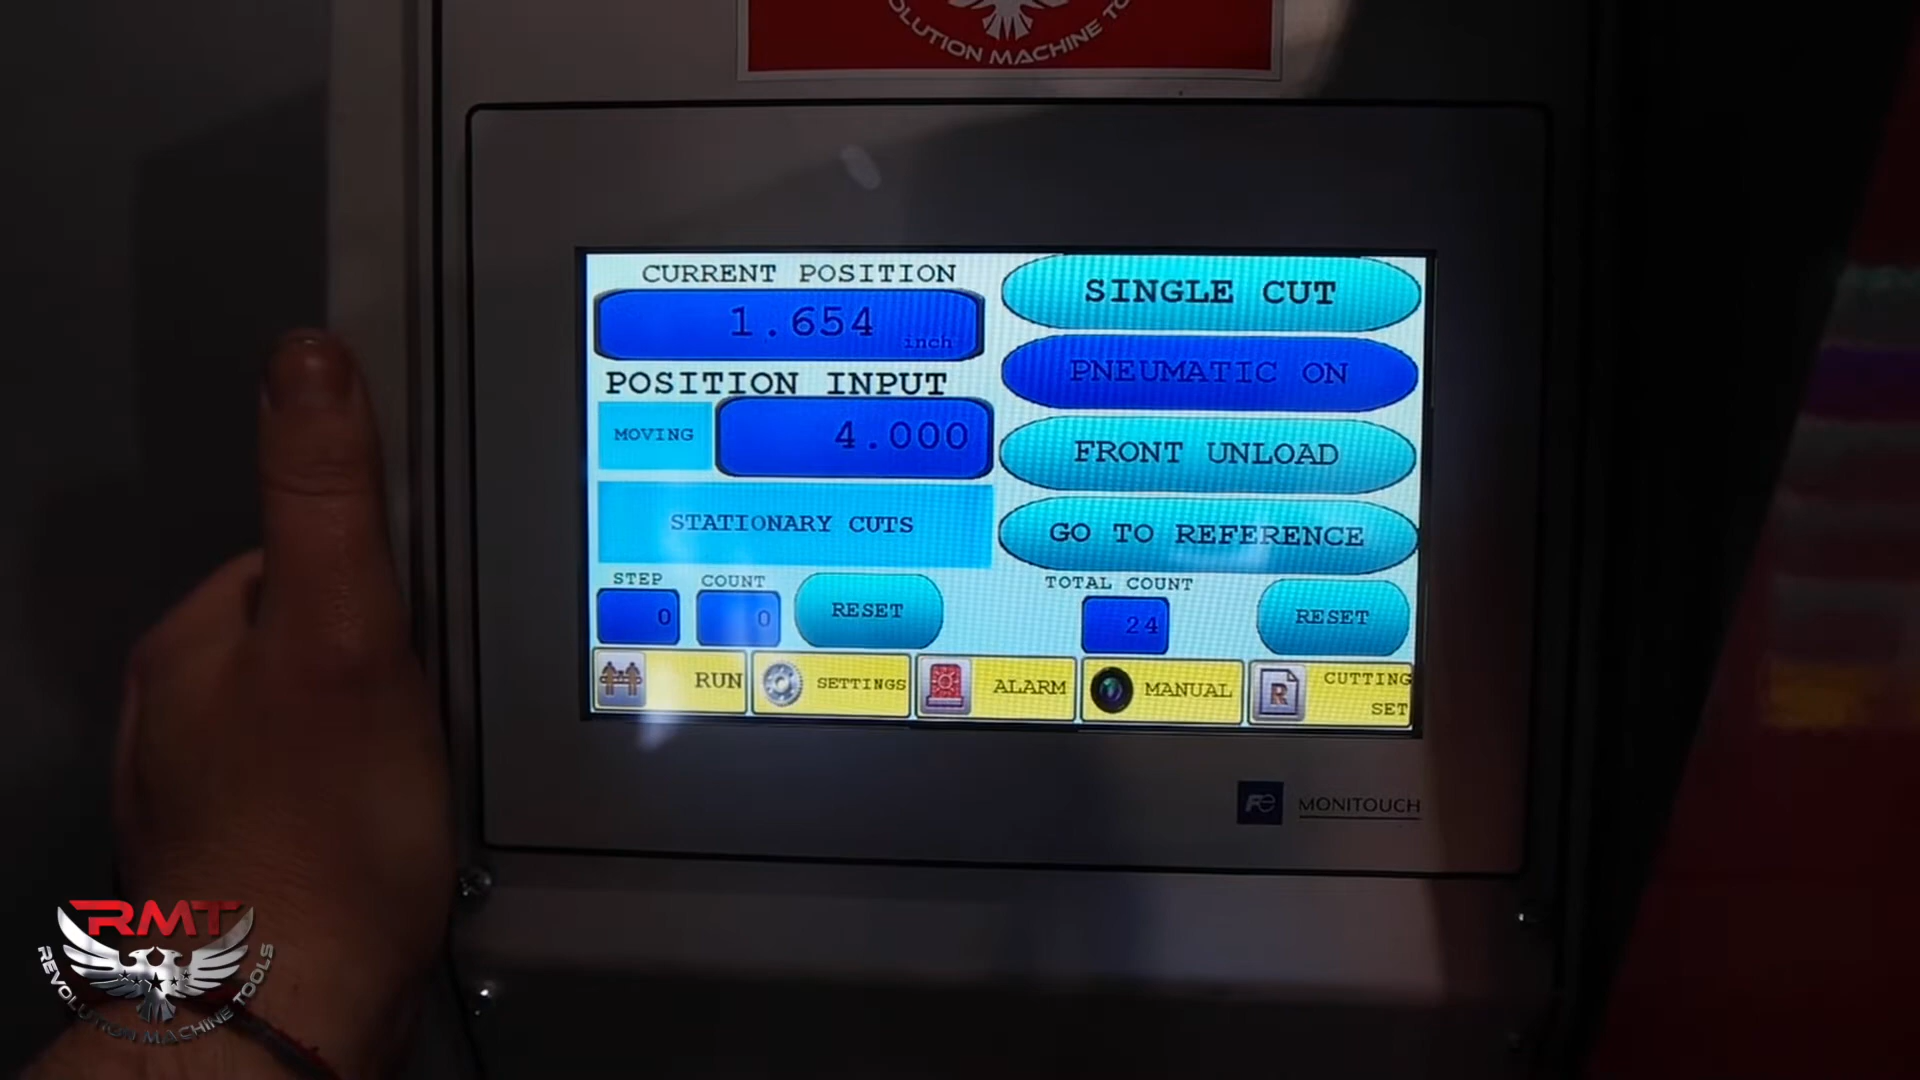 OLUTION MACHINE TO
CURRENT POSITION
1.654 inch
POSITION INPUT
MOVING 4.000
STATIONARY CUTS
STEP COUNT
0 0 RESET
SINGLE CUT
PNEUMATIC ON
FRONT UNLOAD
GO TO REFERENCE
TOTAL COUNT
24 RESET
RUN SETTINGS ALARM MANUAL R CUTTING
SET
Fe MONITOUCH
RMT
REVOLUTION MACHINE TOOLS